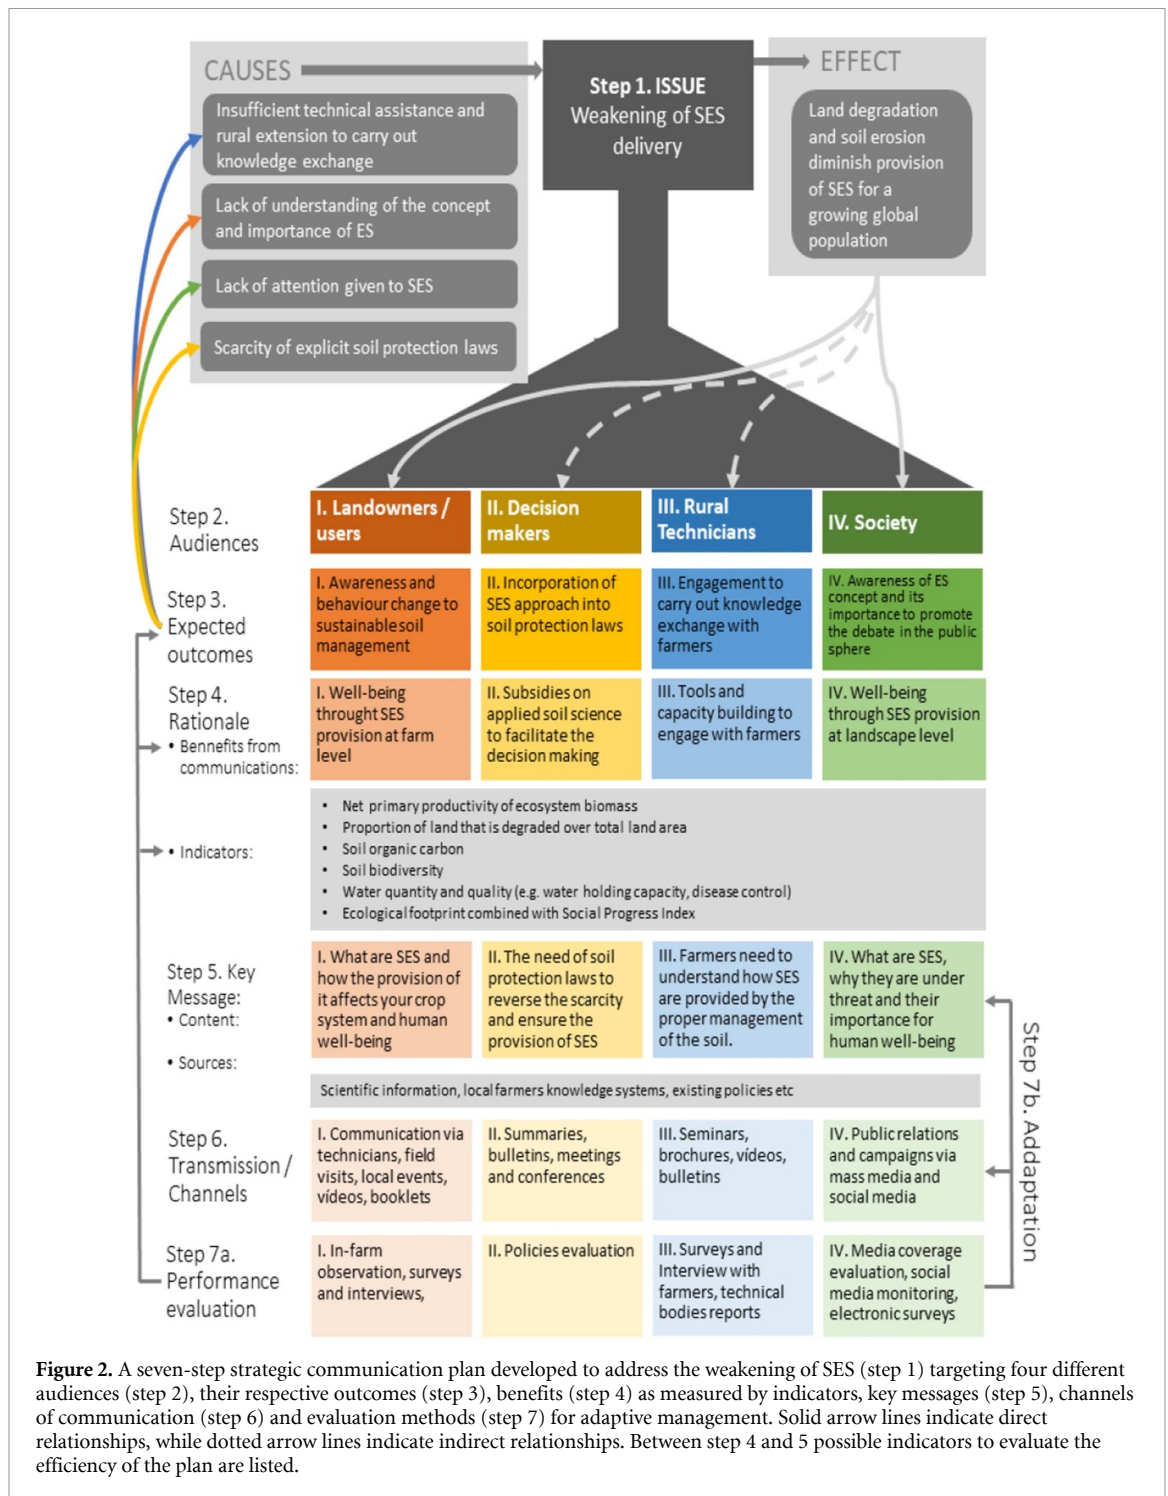 CAUSES
Insufficient technical assistance and
rural extension to carry out
knowledge exchange
Lack of understanding of the concept
and importance of ES
Lack of attention given to SES
Scarcity of explicit soil protection laws
Step 1. ISSUE
Weakening of SES
delivery
EFFECT
Land degradation
and soil erosion
diminish provision
of SES for a
growing global
population
Step 2.
Audiences
I. Landowners /
users
II. Decision
makers
III. Rural
Technicians
IV. Society
Step 3.
Expected
outcomes
I. Awareness and
behaviour change to
sustainable soil
management
II. Incorporation of
SES approach into
soil protection laws
III. Engagement to
carry out knowledge
exchange with
farmers
IV. Awareness of ES
concept and its
importance to promote
the debate in the public
sphere
Step 4.
Rationale
• Bennefits from
communications:
I. Well-being
throught SES
provision at farm
level
II. Subsidies on
applied soil science
to facilitate the
decision making
III. Tools and
capacity building to
engage with farmers
IV. Well-being
through SES provision
at landscape level
• Indicators:
• Net primary productivity of ecosystem biomass
• Proportion of land that is degraded over total land area
• Soil organic carbon
• Soil biodiversity
• Water quantity and quality (e.g. water holding capacity, disease control)
• Ecological footprint combined with Social Progress Index
Step 5. Key
Message:
• Content:
I. What are SES and
how the provision of
it affects your crop
system and human
well-being
II. The need of soil
protection laws to
reverse the scarcity
and ensure the
provision of SES
III. Farmers need to
understand how SES
are provided by the
proper management
of the soil.
IV. What are SES,
why they are under
threat and their
importance for
human well-being
• Sources:
Scientific information, local farmers knowledge systems, existing policies etc
Step 6.
Transmission /
Channels
I. Communication via
technicians, field
visits, local events,
vídeos, booklets
II. Summaries,
bulletins, meetings
and conferences
III. Seminars,
brochures, vídeos,
bulletins
IV. Public relations
and campaigns via
mass media and
social media
Step 7a.
Performance
evaluation
I. In-farm
observation, surveys
and interviews,
II. Policies evaluation
III. Surveys and
Interview with
farmers, technical
bodies reports
IV. Media coverage
evaluation, social
media monitoring,
electronic surveys
Step 7b. Adaptation
Figure 2. A seven-step strategic communication plan developed to address the weakening of SES (step 1) targeting four different
audiences (step 2), their respective outcomes (step 3), benefits (step 4) as measured by indicators, key messages (step 5), channels
of communication (step 6) and evaluation methods (step 7) for adaptive management. Solid arrow lines indicate direct
relationships, while dotted arrow lines indicate indirect relationships. Between step 4 and 5 possible indicators to evaluate the
efficiency of the plan are listed.